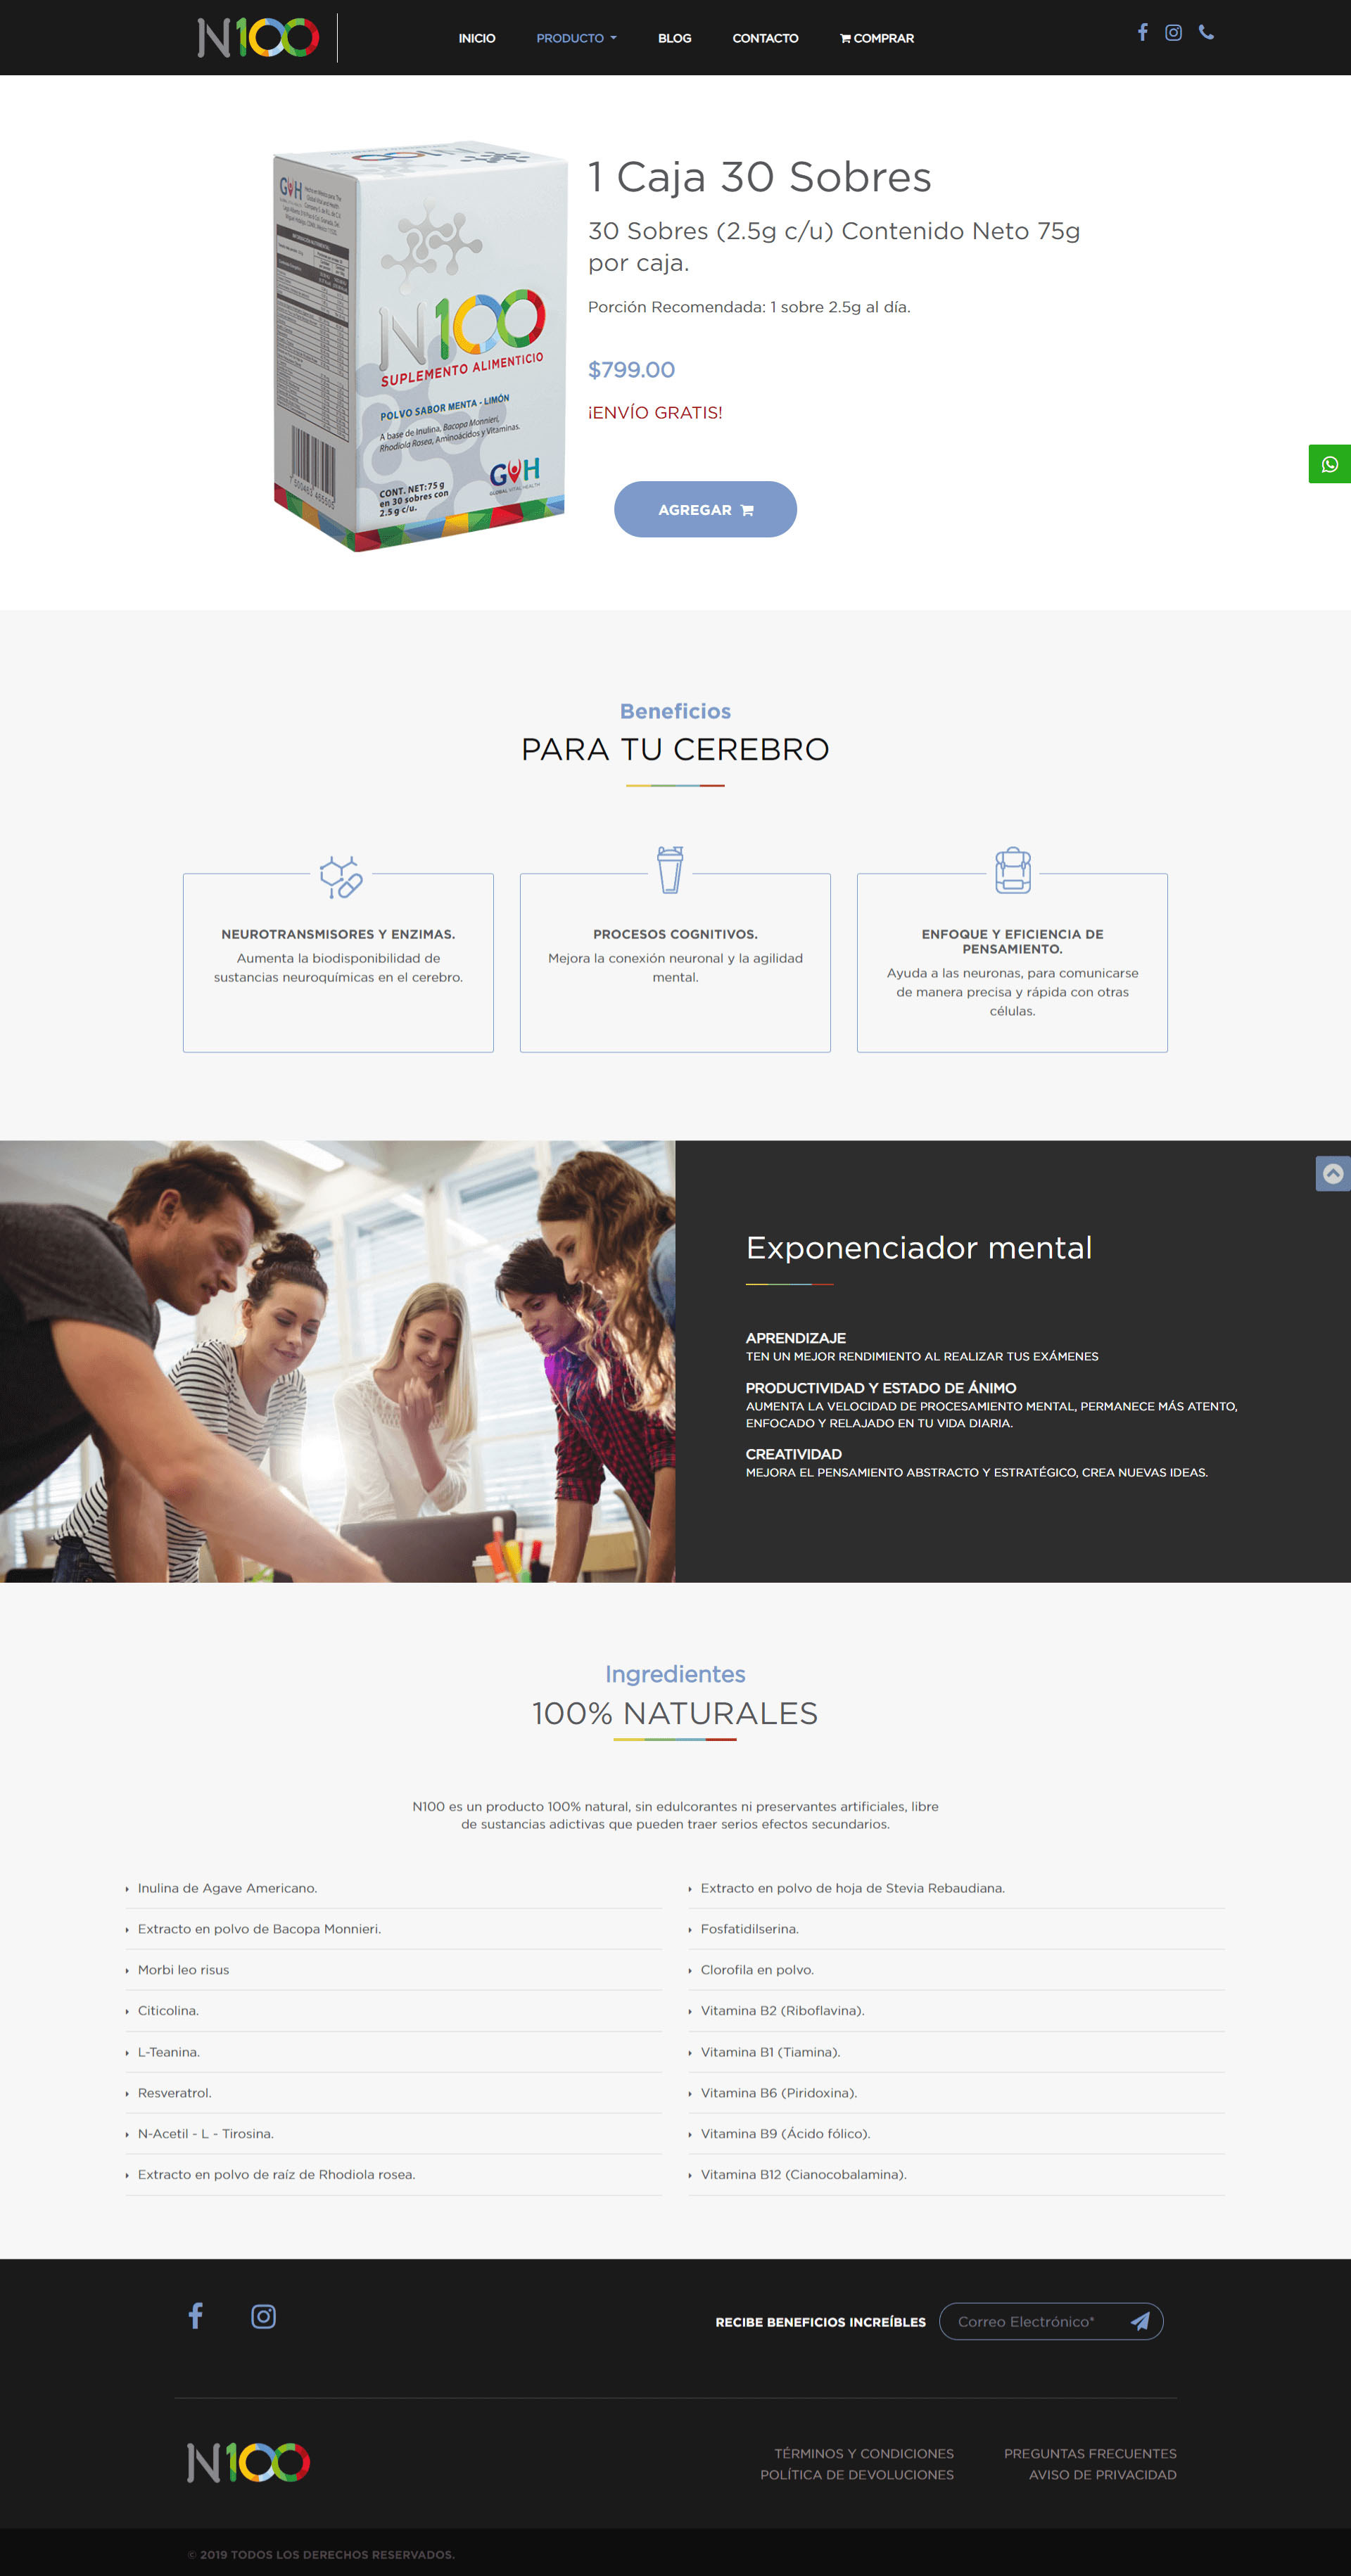 N100
INICIO
PRODUCTO
BLOG
CONTACTO
COMPRAR
GVH
N100
SUPLEMENTO ALIMENTICIO
POLVO SABOR MENTA - LIMÓN
A base de Inulina, Bacopa Monnieri,
Rhodiola Rosea, Aminoácidos y Vitaminas.
CONT. NET: 75 g
en 30 sobres con
2.5 g c/u.
GVH
GLOBAL VITAL HEALTH
1 Caja 30 Sobres
30 Sobres (2.5g c/u) Contenido Neto 75g
por caja.
Porción Recomendada: 1 sobre 2.5g al día.
$799.00
¡ENVÍO GRATIS!
AGREGAR
Beneficios
PARA TU CEREBRO
NEUROTRANSMISORES Y ENZIMAS.
Aumenta la biodisponibilidad de
sustancias neuroquímicas en el cerebro.
PROCESOS COGNITIVOS.
Mejora la conexión neuronal y la agilidad
mental.
ENFOQUE Y EFICIENCIA DE
PENSAMIENTO.
Ayuda a las neuronas, para comunicarse
de manera precisa y rápida con otras
células.
Exponenciador mental
APRENDIZAJE
TEN UN MEJOR RENDIMIENTO AL REALIZAR TUS EXÁMENES
PRODUCTIVIDAD Y ESTADO DE ÁNIMO
AUMENTA LA VELOCIDAD DE PROCESAMIENTO MENTAL, PERMANECE MÁS ATENTO,
ENFOCADO Y RELAJADO EN TU VIDA DIARIA.
CREATIVIDAD
MEJORA EL PENSAMIENTO ABSTRACTO Y ESTRATÉGICO, CREA NUEVAS IDEAS.
Ingredientes
100% NATURALES
N100 es un producto 100% natural, sin edulcorantes ni preservantes artificiales, libre
de sustancias adictivas que pueden traer serios efectos secundarios.
Inulina de Agave Americano.
Extracto en polvo de Bacopa Monnieri.
Morbi leo risus
Citicolina.
L-Teanina.
Resveratrol.
N-Acetil - L - Tirosina.
Extracto en polvo de raíz de Rhodiola rosea.
Extracto en polvo de hoja de Stevia Rebaudiana.
Fosfatidilserina.
Clorofila en polvo.
Vitamina B2 (Riboflavina).
Vitamina B1 (Tiamina).
Vitamina B6 (Piridoxina).
Vitamina B9 (Ácido fólico).
Vitamina B12 (Cianocobalamina).
RECIBE BENEFICIOS INCREÍBLES
Correo Electrónico*
N100
TÉRMINOS Y CONDICIONES
POLÍTICA DE DEVOLUCIONES
PREGUNTAS FRECUENTES
AVISO DE PRIVACIDAD
© 2019 TODOS LOS DERECHOS RESERVADOS.